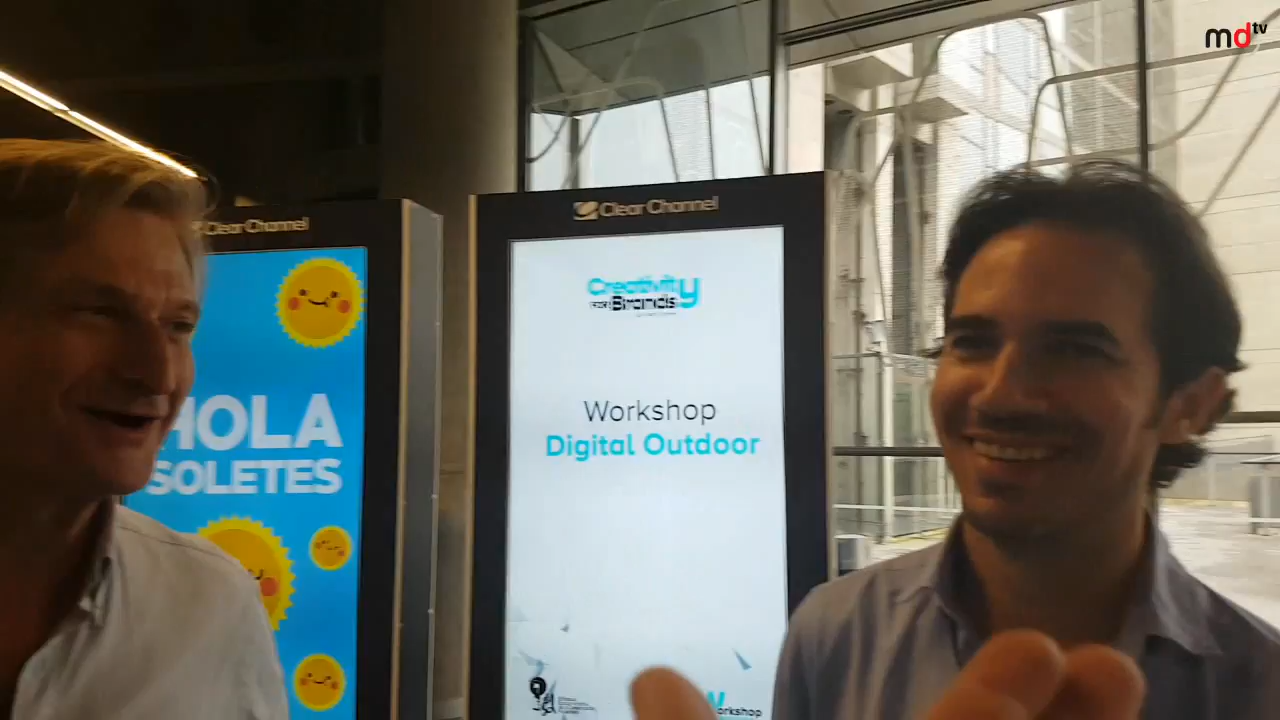 mdtv
Clear Channel
HOLA
SOLETES
Clear Channel
Creativity
FOR Brands
Workshop
Digital Outdoor
Workshop